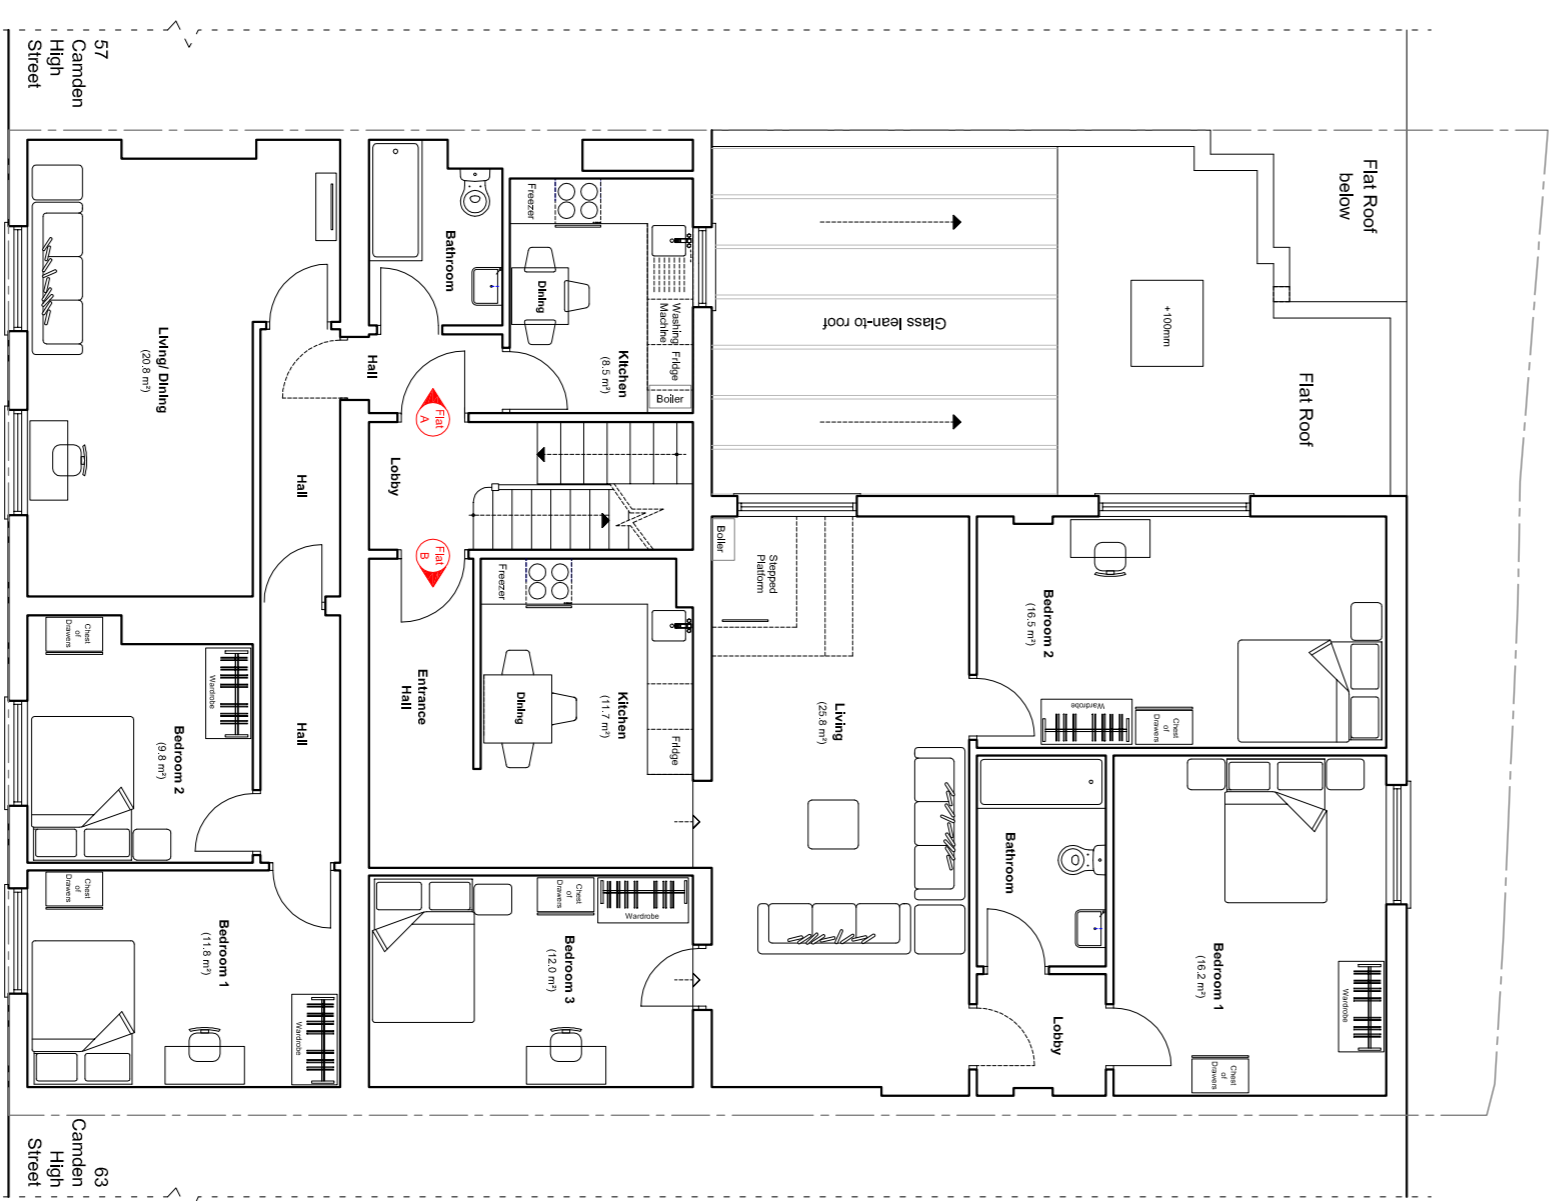 57
Camden
High
Street
Flat Roof
below
Flat Roof
+100mm
Glass lean-to roof
Bathroom
Freezer
Dining
Washing
Machine
Fridge
Boiler
Kitchen
(8.5 m²)
Living/ Dining
(20.8 m²)
Hall
Hall
Hall
Flat
A
Lobby
Flat
B
Entrance
Hall
Freezer
Dining
Kitchen
(11.7 m²)
Fridge
Boiler
Stepped
Platform
Living
(25.8 m²)
Bedroom 2
(16.5 m²)
Wardrobe
Chest
of
Drawers
Chest
of
Drawers
Wardrobe
Bedroom 2
(9.8 m²)
Chest
of
Drawers
Bedroom 1
(11.8 m²)
Wardrobe
Chest
of
Drawers
Wardrobe
Bedroom 3
(12.0 m²)
Bathroom
Lobby
Bedroom 1
(16.2 m²)
Wardrobe
Chest
of
Drawers
63
Camden
High
Street